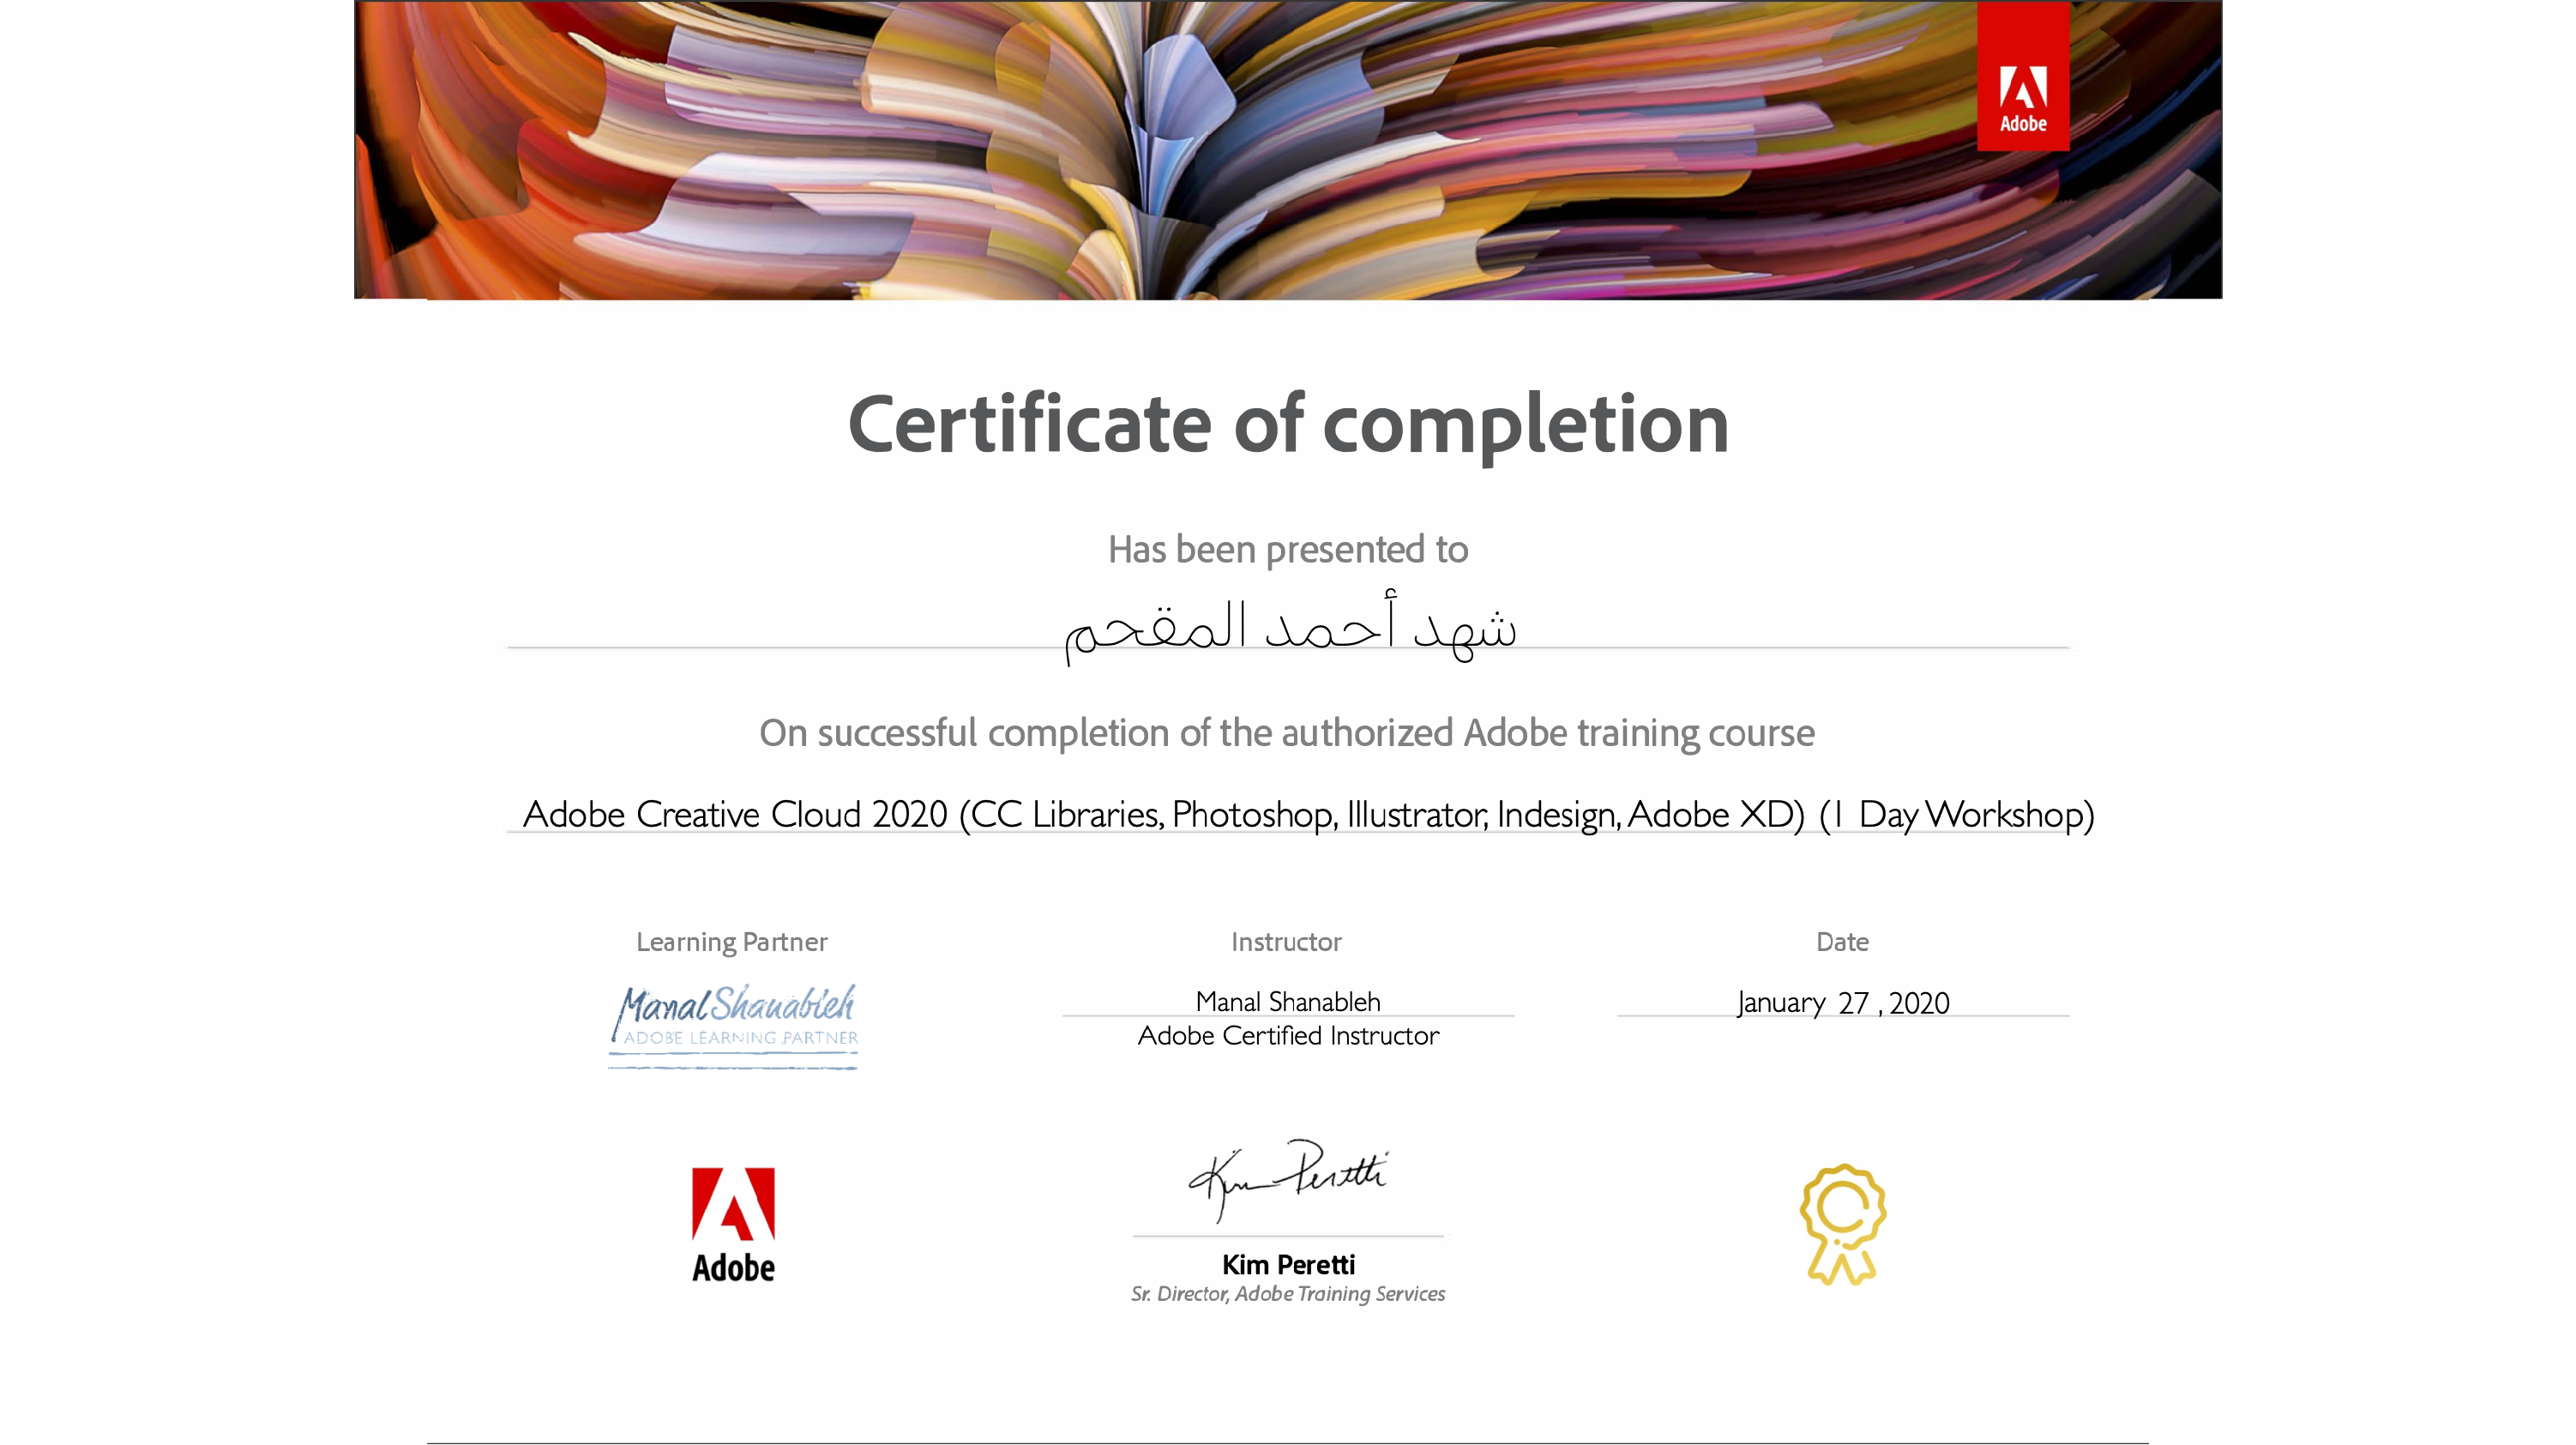 Adobe
Certificate of completion
Has been presented to
شهد أحمد المقحم
On successful completion of the authorized Adobe training course
Adobe Creative Cloud 2020 (CC Libraries, Photoshop, Illustrator, Indesign, Adobe XD) (1 Day Workshop)
Learning Partner
Manal Shanableh
ADOBE LEARNING PARTNER
Instructor
Manal Shanableh
Adobe Certified Instructor
Date
January 27 , 2020
Adobe
Kim Peretti
Kim Peretti
Sr. Director, Adobe Training Services